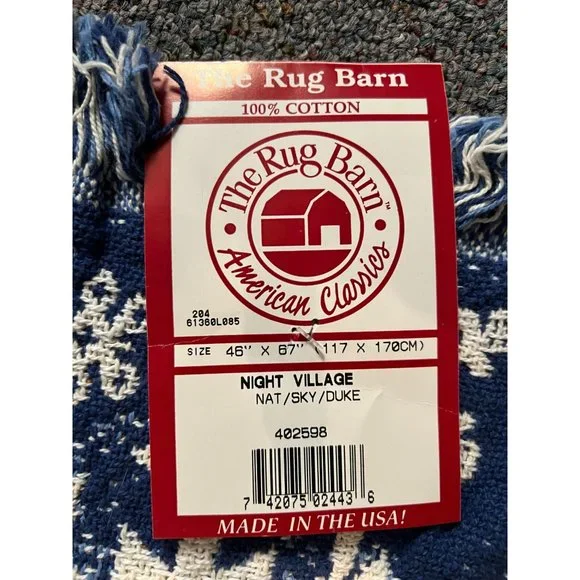 The Rug Barn
100% COTTON
The Rug Barn™
American Classics
204
61360L085
SIZE 46" X 67" (117 X 170CM)
NIGHT VILLAGE
NAT/SKY/DUKE
402598
7 42075 02443 6
MADE IN THE USA!